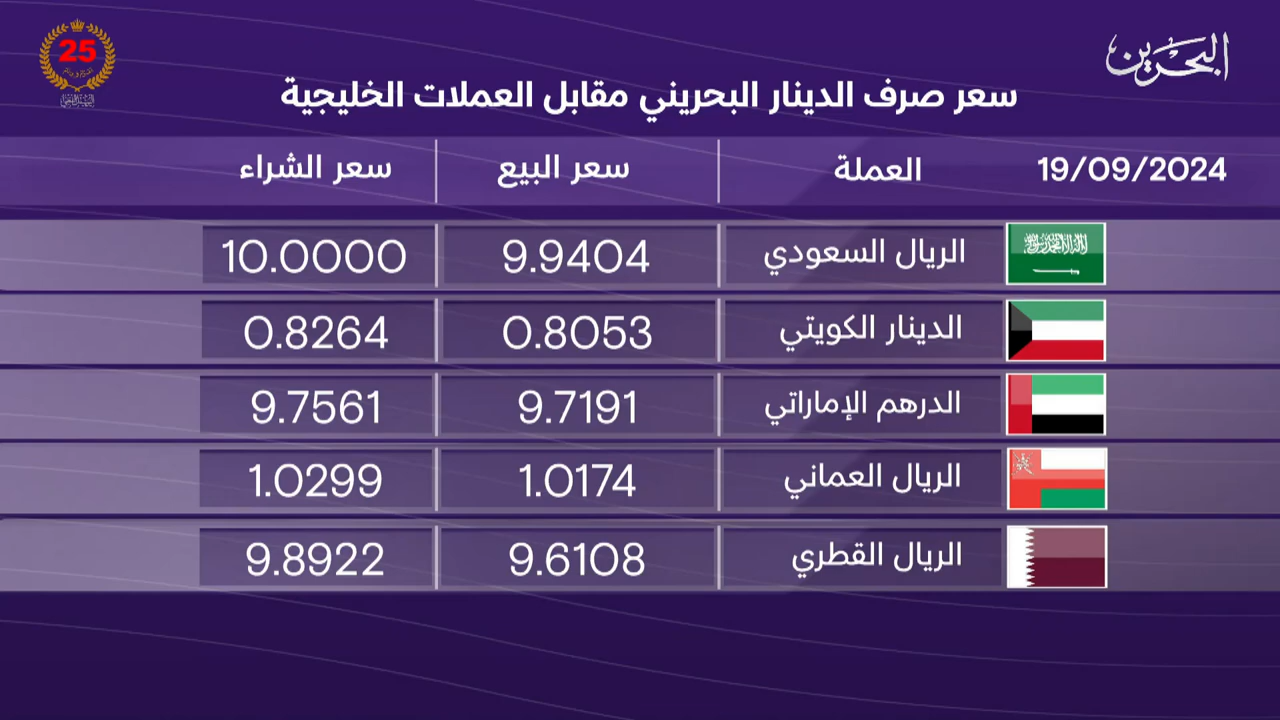 البحرين
25
سعر صرف الدينار البحريني مقابل العملات الخليجية
19/09/2024 العملة سعر البيع سعر الشراء
الريال السعودي 9.9404 10.0000
الدينار الكويتي 0.8053 0.8264
الدرهم الإماراتي 9.7191 9.7561
الريال العماني 1.0174 1.0299
الريال القطري 9.6108 9.8922